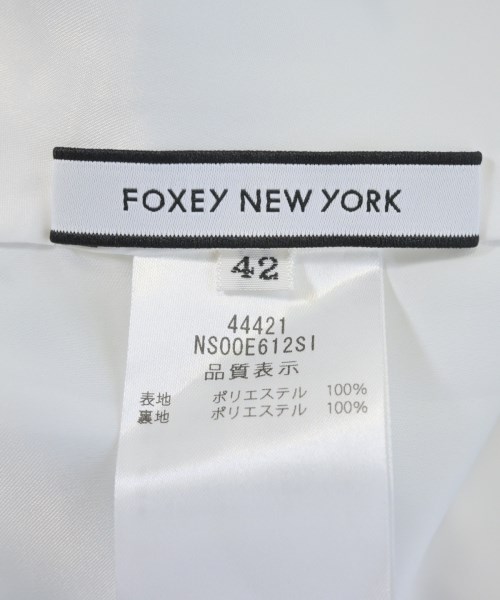 FOXEY NEW YORK
42
44421
NS00E612SI
品質表示
表地 ポリエステル 100%
裏地 ポリエステル 100%